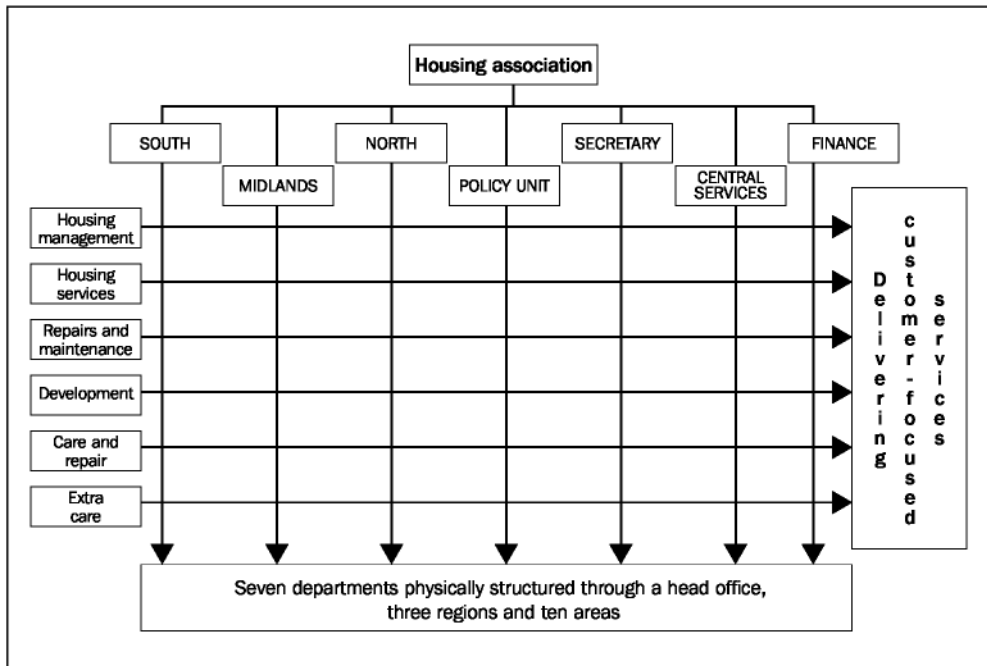 Housing association
SOUTH
NORTH
SECRETARY
FINANCE
MIDLANDS
POLICY UNIT
CENTRAL
SERVICES
Housing
management
Housing
services
Repairs and
maintenance
Development
Care and
repair
Extra
care
Delivering
customer-focused
services
Seven departments physically structured through a head office,
three regions and ten areas